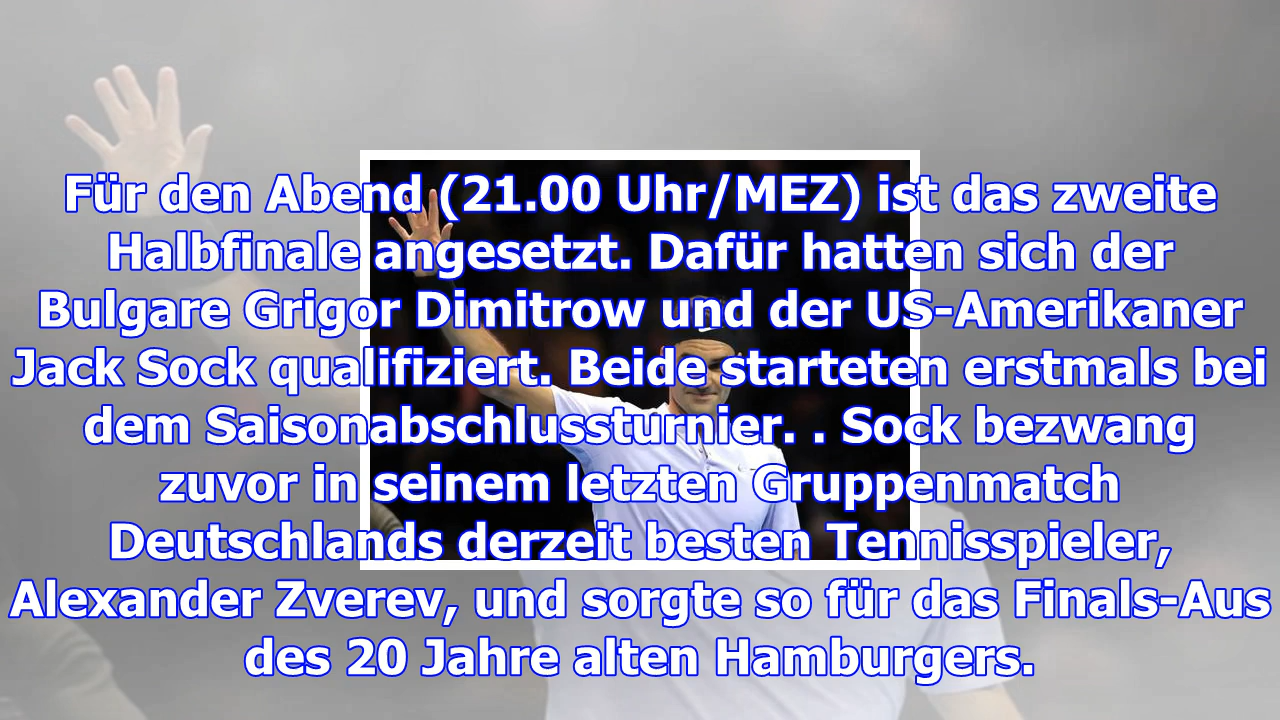 Für den Abend (21.00 Uhr/MEZ) ist das zweite
Halbfinale angesetzt. Dafür hatten sich der
Bulgare Grigor Dimitrow und der US-Amerikaner
Jack Sock qualifiziert. Beide starteten erstmals bei
dem Saisonabschlussturnier. . Sock bezwang
zuvor in seinem letzten Gruppenmatch
Deutschlands derzeit besten Tennisspieler,
Alexander Zverev, und sorgte so für das Finals-Aus
des 20 Jahre alten Hamburgers.